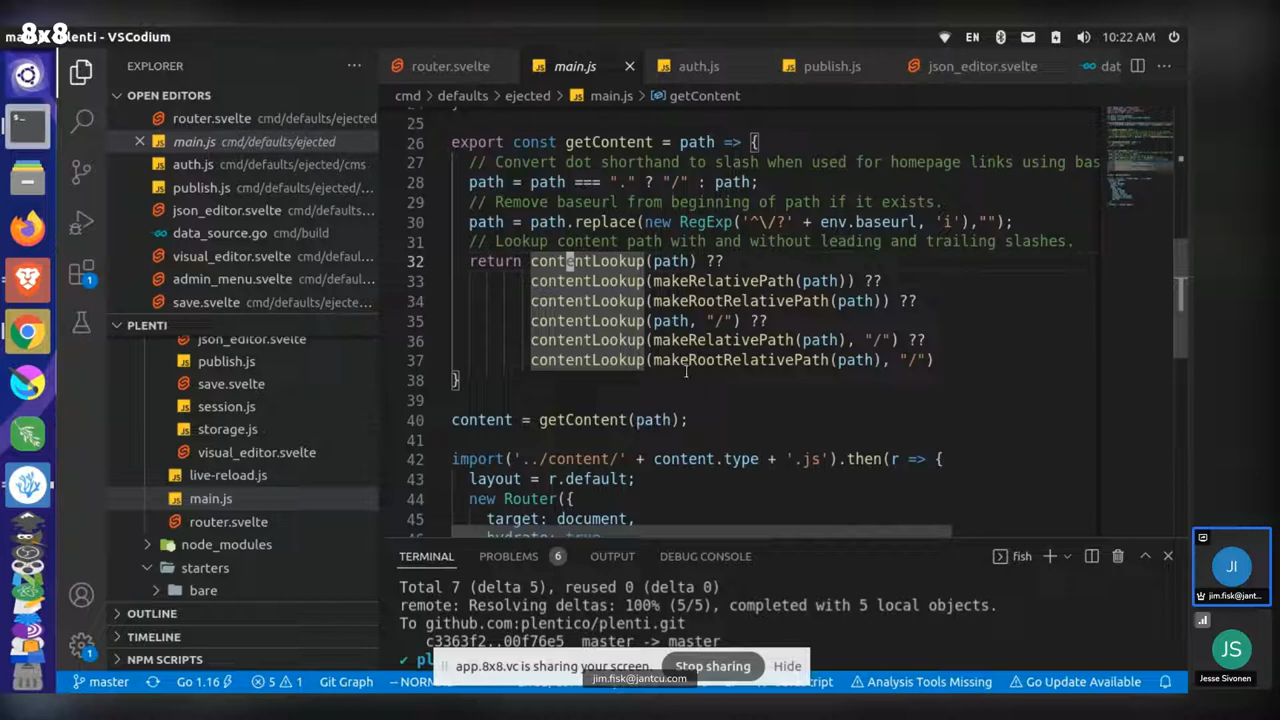 8x8
Plenti - VSCodium
EN
10:22 AM
EXPLORER
router.svelte
main.js
auth.js
publish.js
json_editor.svelte
dat
OPEN EDITORS
cmd
defaults
ejected
main.js
getContent
router.svelte cmd/defaults/ejected
main.js cmd/defaults/ejected
auth.js cmd/defaults/ejected/cms
publish.js cmd/defaults/ejected/...
json_editor.svelte cmd/defaults...
data_source.go cmd/build
visual_editor.svelte cmd/default...
admin_menu.svelte cmd/defaults...
save.svelte cmd/defaults/ejected...
PLENTI
json_editor.svelte
publish.js
save.svelte
session.js
storage.js
visual_editor.svelte
live-reload.js
main.js
router.svelte
node_modules
starters
bare
OUTLINE
TIMELINE
NPM SCRIPTS
25
26 export const getContent = path => {
27 // Convert dot shorthand to slash when used for homepage links using bas
28 path = path === "." ? "/" : path;
29 // Remove baseurl from beginning of path if it exists.
30 path = path.replace(new RegExp('^\/?' + env.baseurl, 'i'),"");
31 // Lookup content path with and without leading and trailing slashes.
32 return contentLookup(path) ??
33 contentLookup(makeRelativePath(path)) ??
34 contentLookup(makeRootRelativePath(path)) ??
35 contentLookup(path, "/") ??
36 contentLookup(makeRelativePath(path), "/") ??
37 contentLookup(makeRootRelativePath(path), "/")
38 }
39
40 content = getContent(path);
41
42 import('../content/' + content.type + '.js').then(r => {
43 layout = r.default;
44 new Router({
45 target: document,
hydrate: true
TERMINAL
PROBLEMS 6
OUTPUT
DEBUG CONSOLE
fish
Total 7 (delta 5), reused 0 (delta 0)
remote: Resolving deltas: 100% (5/5), completed with 5 local objects.
To github.com:plentico/plenti.git
c3363f2..00f76e5 master -> master
app.8x8.vc is sharing your screen.
Stop sharing
Hide
jim.fisk@jantcu.com
master
Go 1.16
5
1
Git Graph
Analysis Tools Missing
Go Update Available
1
1
JI
jim.fisk@jant...
JS
Jesse Sivonen